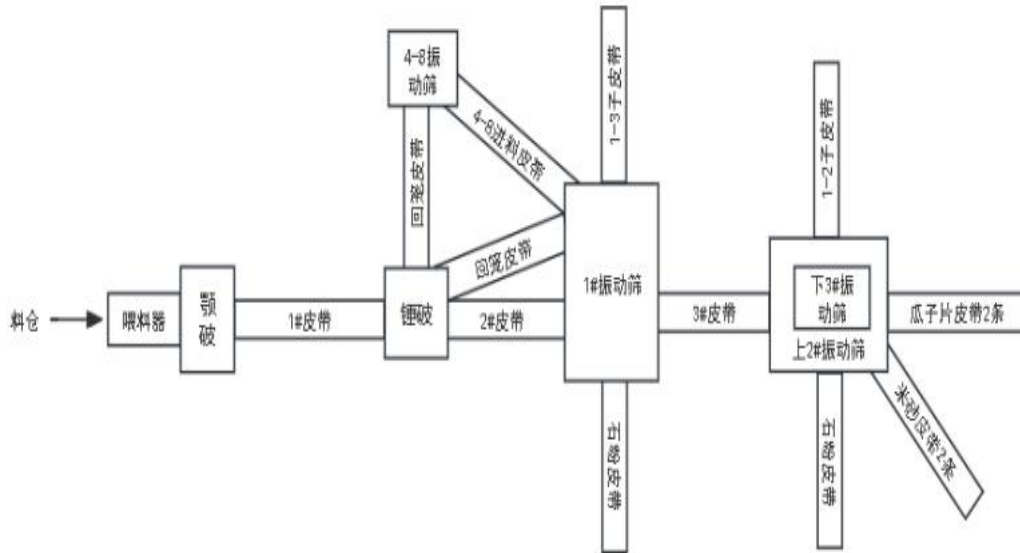 4-8振
动筛
1-3子皮带
1-2子皮带
4-8进料皮带
回笼皮带
回笼皮带
料仓
喂料器
颚
破
1#皮带
锂破
2#皮带
1#振动筛
3#皮带
下3#振
动筛
上2#振动筛
瓜子片皮带2条
米砂皮带2条
石粉皮带
石粉皮带